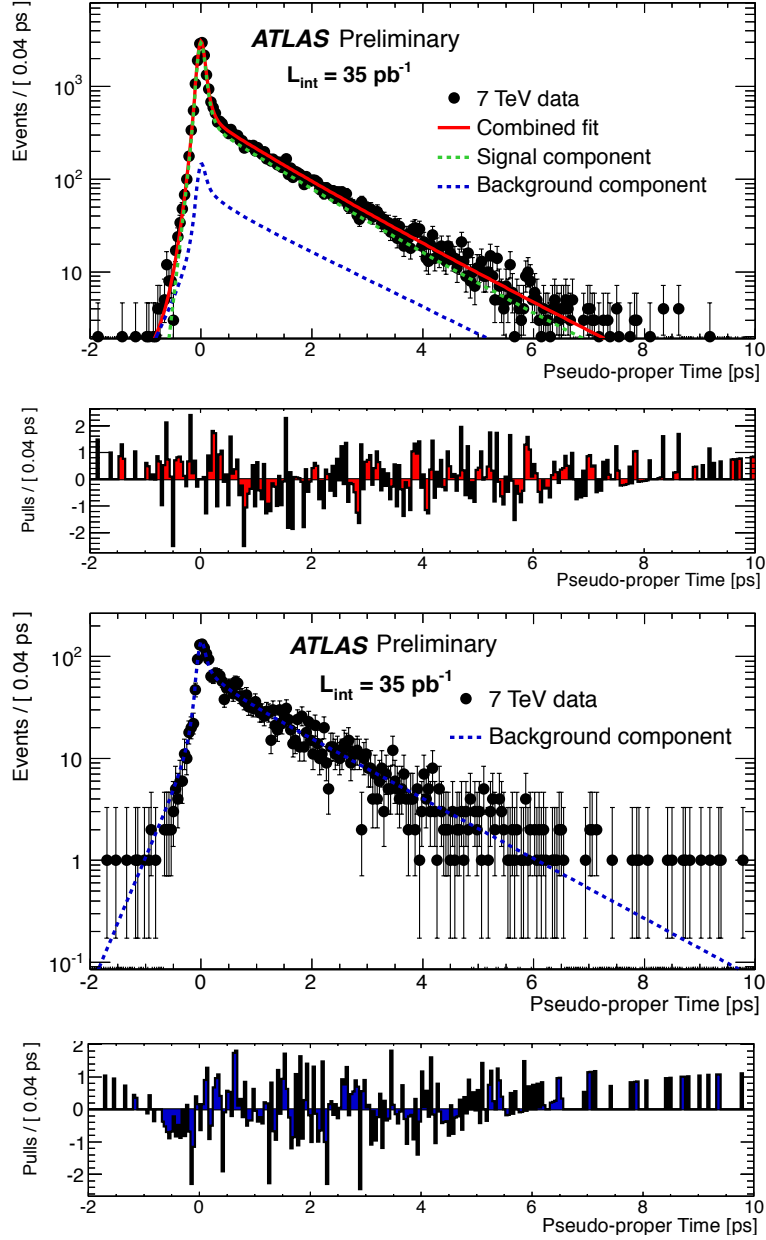 ATLAS Preliminary
L_int = 35 pb^-1
7 TeV data
Combined fit
Signal component
Background component
Events / [ 0.04 ps ]
10^3
10^2
10
-2 0 2 4 6 8 10
Pseudo-proper Time [ps]
Pulls / [ 0.04 ps ]
2
1
0
-1
-2
-2 0 2 4 6 8 10
Pseudo-proper Time [ps]
ATLAS Preliminary
L_int = 35 pb^-1
7 TeV data
Background component
Events / [ 0.04 ps ]
10^2
10
1
10^-1
-2 0 2 4 6 8 10
Pseudo-proper Time [ps]
Pulls / [ 0.04 ps ]
2
1
0
-1
-2
-2 0 2 4 6 8 10
Pseudo-proper Time [ps]